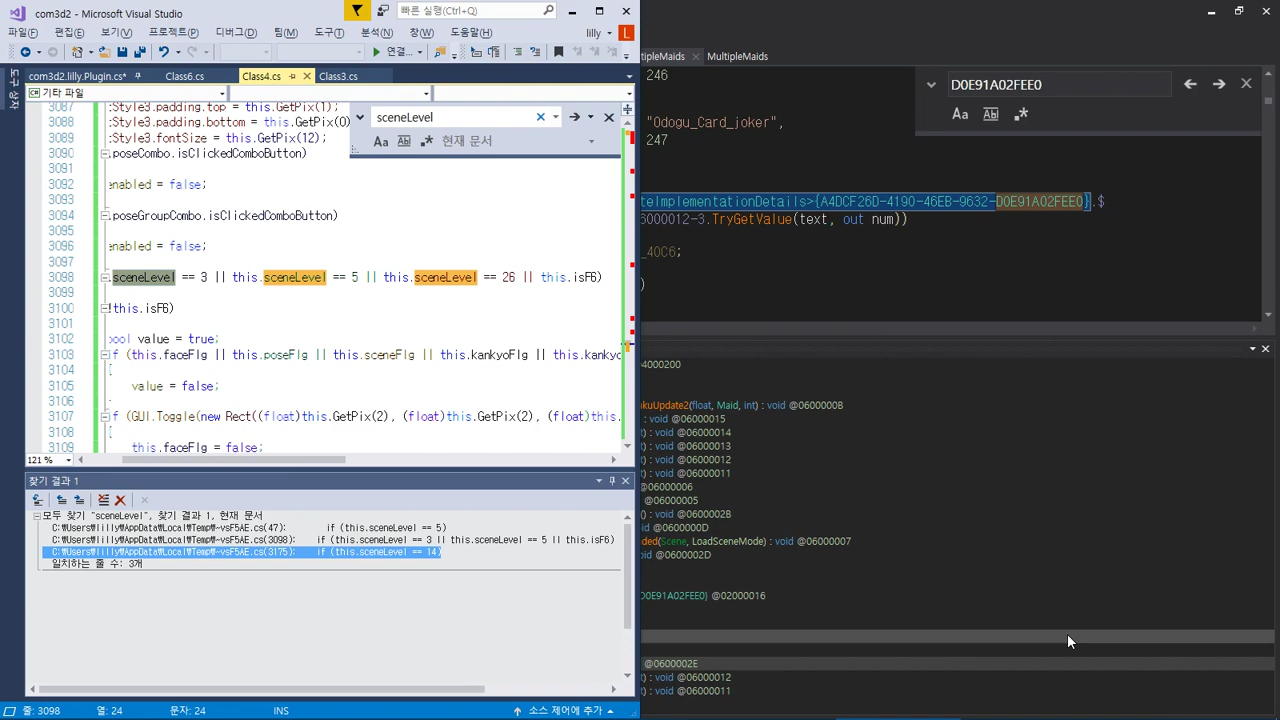 com3d2 - Microsoft Visual Studio
빠른 실행(Ctrl+Q)
파일(F) 편집(E) 보기(V) 프로젝트(P) 디버그(D) 팀(M) 도구(T) 분석(N) 창(W) 도움말(H) lilly L
연결...
com3d2.lilly.Plugin.cs* Class6.cs Class4.cs Class3.cs
C# 기타 파일
sceneLevel
현재 문서
3087 :Style3.padding.top = this.GetPix(1);
3088 :Style3.padding.bottom = this.GetPix(0)
3089 :Style3.fontSize = this.GetPix(12);
3090 .poseCombo.isClickedComboButton)
3091
3092 enabled = false;
3093
3094 .poseGroupCombo.isClickedComboButton)
3095
3096 enabled = false;
3097
3098 sceneLevel == 3 || this.sceneLevel == 5 || this.sceneLevel == 26 || this.isF6)
3099
3100 !this.isF6)
3101
3102 bool value = true;
3103 f (this.faceFlg || this.poseFlg || this.sceneFlg || this.kankyoFlg || this.kankyo
3104 {
3105 value = false;
3106
3107 f (GUI.Toggle(new Rect((float)this.GetPix(2), (float)this.GetPix(2), (float)this.
3108 {
3109 this.faceFlg = false;
121 %
찾기 결과 1
모두 찾기 "sceneLevel", 찾기 결과 1, 현재 문서
C:₩Users₩lilly₩AppData₩Local₩Temp₩~vsF5AE.cs(47): if (this.sceneLevel == 5)
C:₩Users₩lilly₩AppData₩Local₩Temp₩~vsF5AE.cs(3098): if (this.sceneLevel == 3 || this.sceneLevel == 5 || this.isF6)
C:₩Users₩lilly₩AppData₩Local₩Temp₩~vsF5AE.cs(3175): if (this.sceneLevel == 14)
일치하는 줄 수: 3개
줄: 3098 열: 24 문자: 24 INS 소스 제어에 추가
tipleMaids MultipleMaids
246
D0E91A02FEE0
"Odogu_Card_joker",
247
teImplementationDetails>{A4DCF26D-4190-46EB-9632-D0E91A02FEE0}.$
6000012-3.TryGetValue(text, out num))
_40C6;
)
4000200
kuUpdate2(float, Maid, int) : void @0600000B
: void @06000015
t) : void @06000014
t) : void @06000013
t) : void @06000012
t) : void @06000011
@06000006
@06000005
t) : void @0600002B
id @0600000D
ded(Scene, LoadSceneMode) : void @06000007
id @0600002D
D0E91A02FEE0} @02000016
@0600002E
t) : void @06000012
t) : void @06000011